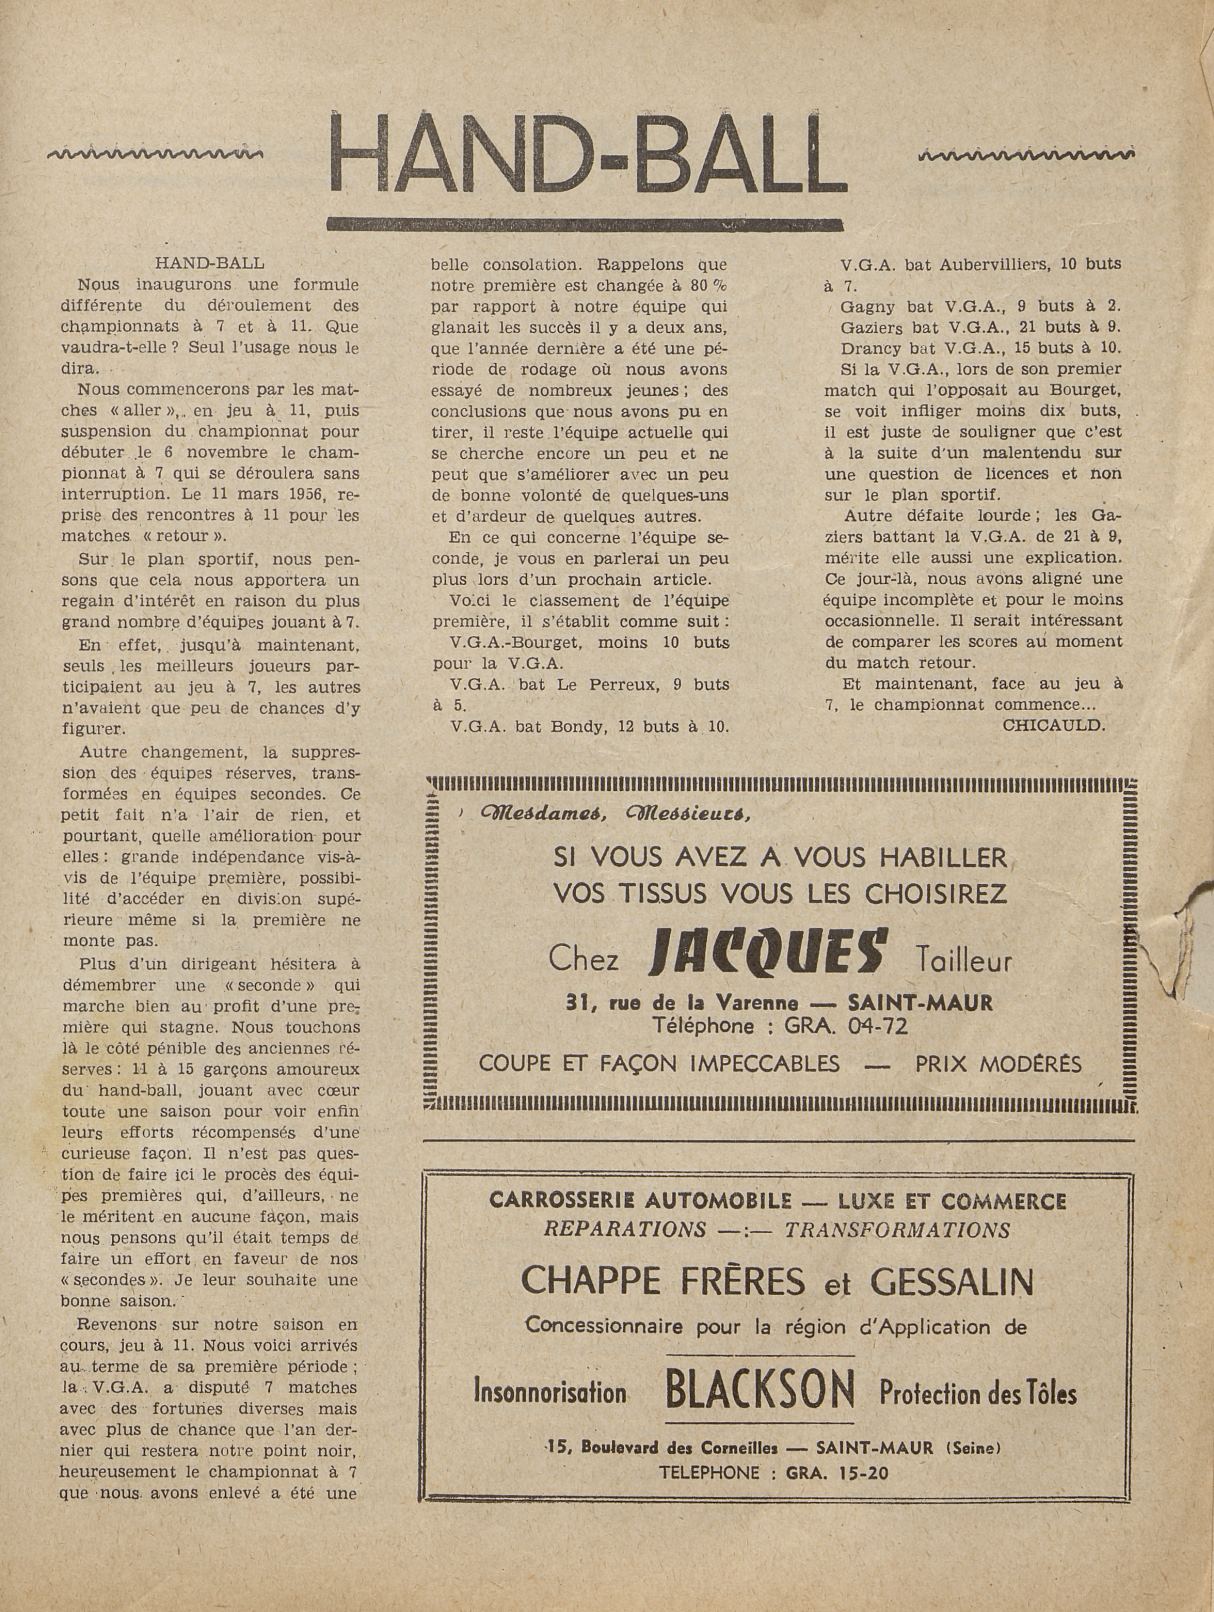 HAND-BALL
HAND-BALL
Nous inaugurons une formule
différente du déroulement des
championnats à 7 et à 11. Que
vaudra-t-elle ? Seul l'usage nous le
dira.
Nous commencerons par les mat-
ches « aller », en jeu à 11, puis
suspension du championnat pour
débuter le 6 novembre le cham-
pionnat à 7 qui se déroulera sans
interruption. Le 11 mars 1956, re-
prise des rencontres à 11 pour les
matches « retour ».
Sur le plan sportif, nous pen-
sons que cela nous apportera un
regain d'intérêt en raison du plus
grand nombre d'équipes jouant à 7.
En effet, jusqu'à maintenant,
seuls les meilleurs joueurs par-
ticipaient au jeu à 7, les autres
n'avaient que peu de chances d'y
figurer.
Autre changement, la suppres-
sion des équipes réserves, trans-
formées en équipes secondes. Ce
petit fait n'a l'air de rien, et
pourtant, quelle amélioration pour
elles : grande indépendance vis-à-
vis de l'équipe première, possibi-
lité d'accéder en division supé-
rieure même si la première ne
monte pas.
Plus d'un dirigeant hésitera à
démembrer une « seconde » qui
marche bien au profit d'une pre-
mière qui stagne. Nous touchons
là le côté pénible des anciennes ré-
serves : 11 à 15 garçons amoureux
du hand-ball, jouant avec cœur
toute une saison pour voir enfin
leurs efforts récompensés d'une
curieuse façon. Il n'est pas ques-
tion de faire ici le procès des équi-
pes premières qui, d'ailleurs, ne
le méritent en aucune façon, mais
nous pensons qu'il était temps de
faire un effort en faveur de nos
« secondes ». Je leur souhaite une
bonne saison.
Revenons sur notre saison en
cours, jeu à 11. Nous voici arrivés
au terme de sa première période ;
la V.G.A. a disputé 7 matches
avec des fortunes diverses mais
avec plus de chance que l'an der-
nier qui restera notre point noir,
heureusement le championnat à 7
que nous avons enlevé a été une
belle consolation. Rappelons que
notre première est changée à 80 %
par rapport à notre équipe qui
glanait les succès il y a deux ans,
que l'année dernière a été une pé-
riode de rodage où nous avons
essayé de nombreux jeunes ; des
conclusions que nous avons pu en
tirer, il reste l'équipe actuelle qui
se cherche encore un peu et ne
peut que s'améliorer avec un peu
de bonne volonté de quelques-uns
et d'ardeur de quelques autres.
En ce qui concerne l'équipe se-
conde, je vous en parlerai un peu
plus lors d'un prochain article.
Voici le classement de l'équipe
première, il s'établit comme suit :
V.G.A.-Bourget, moins 10 buts
pour la V.G.A.
V.G.A. bat Le Perreux, 9 buts
à 5.
V.G.A. bat Bondy, 12 buts à 10.
V.G.A. bat Aubervilliers, 10 buts
à 7.
Gagny bat V.G.A., 9 buts à 2.
Gaziers bat V.G.A., 21 buts à 9.
Drancy bat V.G.A., 15 buts à 10.
Si la V.G.A., lors de son premier
match qui l'opposait au Bourget,
se voit infliger moins dix buts,
il est juste de souligner que c'est
à la suite d'un malentendu sur
une question de licences et non
sur le plan sportif.
Autre défaite lourde ; les Ga-
ziers battant la V.G.A. de 21 à 9,
mérite elle aussi une explication.
Ce jour-là, nous avons aligné une
équipe incomplète et pour le moins
occasionnelle. Il serait intéressant
de comparer les scores au moment
du match retour.
Et maintenant, face au jeu à
7, le championnat commence...
CHICAULD.
Mesdames, Messieurs,
SI VOUS AVEZ A VOUS HABILLER
VOS TISSUS VOUS LES CHOISIREZ
Chez JACQUES Tailleur
31, rue de la Varenne — SAINT-MAUR
Téléphone : GRA. 04-72
COUPE ET FAÇON IMPECCABLES — PRIX MODÉRÉS
CARROSSERIE AUTOMOBILE — LUXE ET COMMERCE
REPARATIONS —:— TRANSFORMATIONS
CHAPPE FRÈRES et GESSALIN
Concessionnaire pour la région d'Application de
Insonnorisation BLACKSON Protection des Tôles
15, Boulevard des Corneilles — SAINT-MAUR (Seine)
TELEPHONE : GRA. 15-20